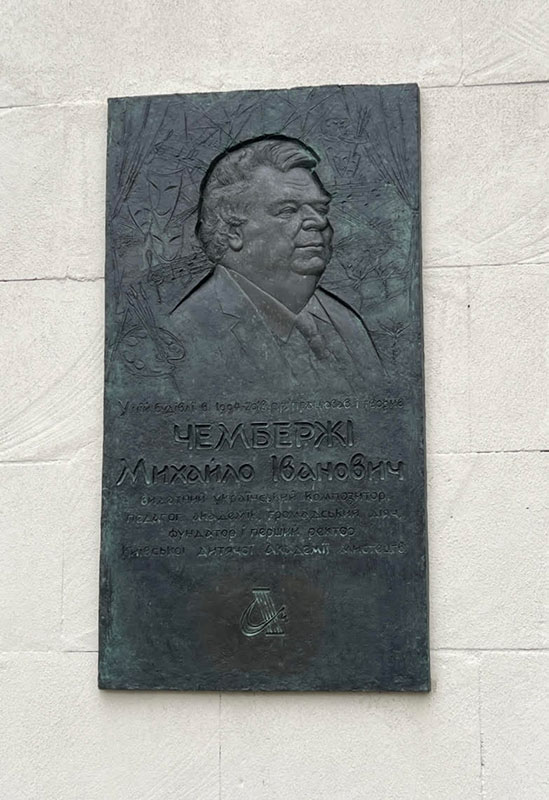 У цій будівлі в 1994-2018 рр працював і творив
ЧЕМБЕРЖІ
Михайло Іванович
видатний український композитор
педагог академік громадський діяч
фундатор і перший ректор
Київської дитячої Академії мистецтв